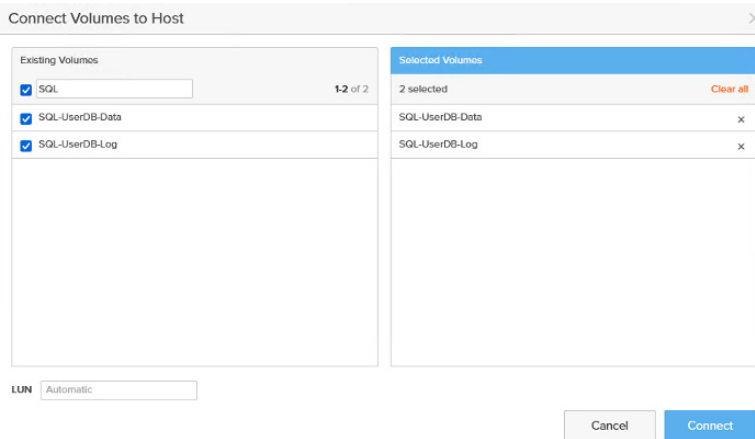 Connect Volumes to Host
Existing Volumes
SQL
1-2 of 2
SQL-UserDB-Data
SQL-UserDB-Log
Selected Volumes
2 selected
Clear all
SQL-UserDB-Data
SQL-UserDB-Log
LUN Automatic
Cancel
Connect